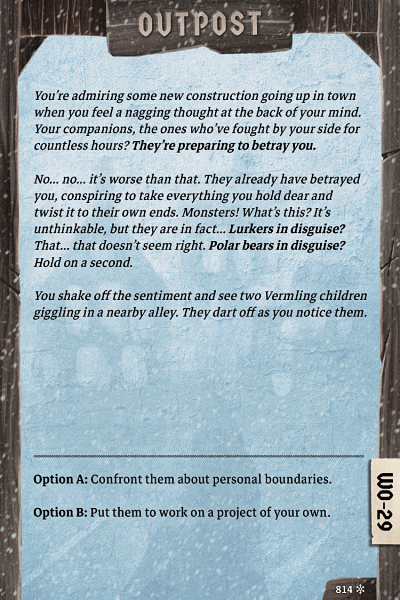 OUTPOST
You're admiring some new construction going up in town
when you feel a nagging thought at the back of your mind.
Your companions, the ones who've fought by your side for
countless hours? They're preparing to betray you.
No... no... it's worse than that. They already have betrayed
you, conspiring to take everything you hold dear and
twist it to their own ends. Monsters! What's this? It's
unthinkable, but they are in fact... Lurkers in disguise?
That... that doesn't seem right. Polar bears in disguise?
Hold on a second.
You shake off the sentiment and see two Vermling children
giggling in a nearby alley. They dart off as you notice them.
Option A: Confront them about personal boundaries.
Option B: Put them to work on a project of your own.
WO-29
814